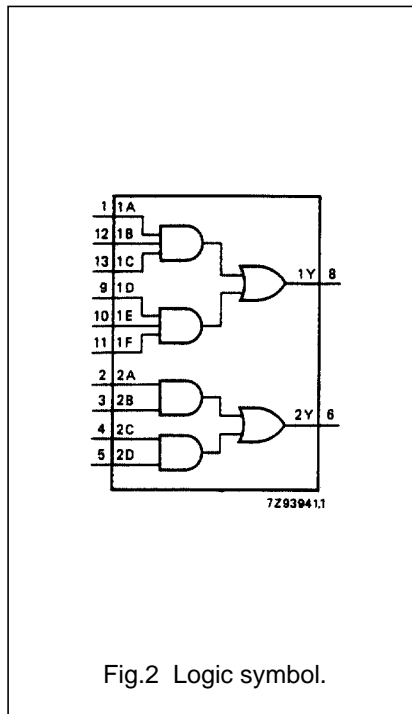 1 1A
12 1B
13 1C
1Y 8
9 1D
10 1E
11 1F
2 2A
3 2B
2Y 6
4 2C
5 2D
7Z93941.1
Fig.2 Logic symbol.